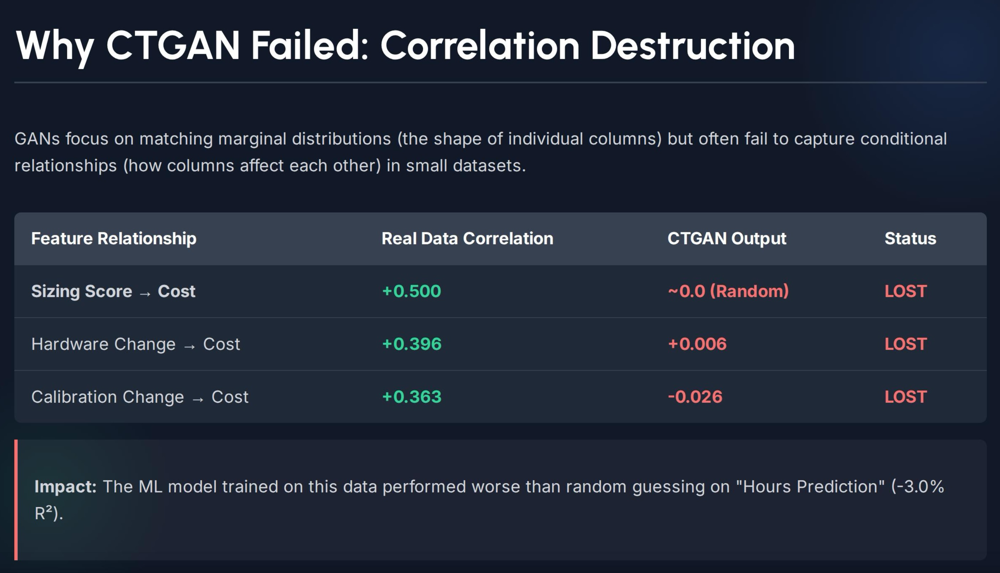 Why CTGAN Failed: Correlation Destruction
GANs focus on matching marginal distributions (the shape of individual columns) but often fail to capture conditional
relationships (how columns affect each other) in small datasets.
Feature Relationship Real Data Correlation CTGAN Output Status
Sizing Score → Cost +0.500 ~0.0 (Random) LOST
Hardware Change → Cost +0.396 +0.006 LOST
Calibration Change → Cost +0.363 -0.026 LOST
Impact: The ML model trained on this data performed worse than random guessing on "Hours Prediction" (-3.0%
R²).